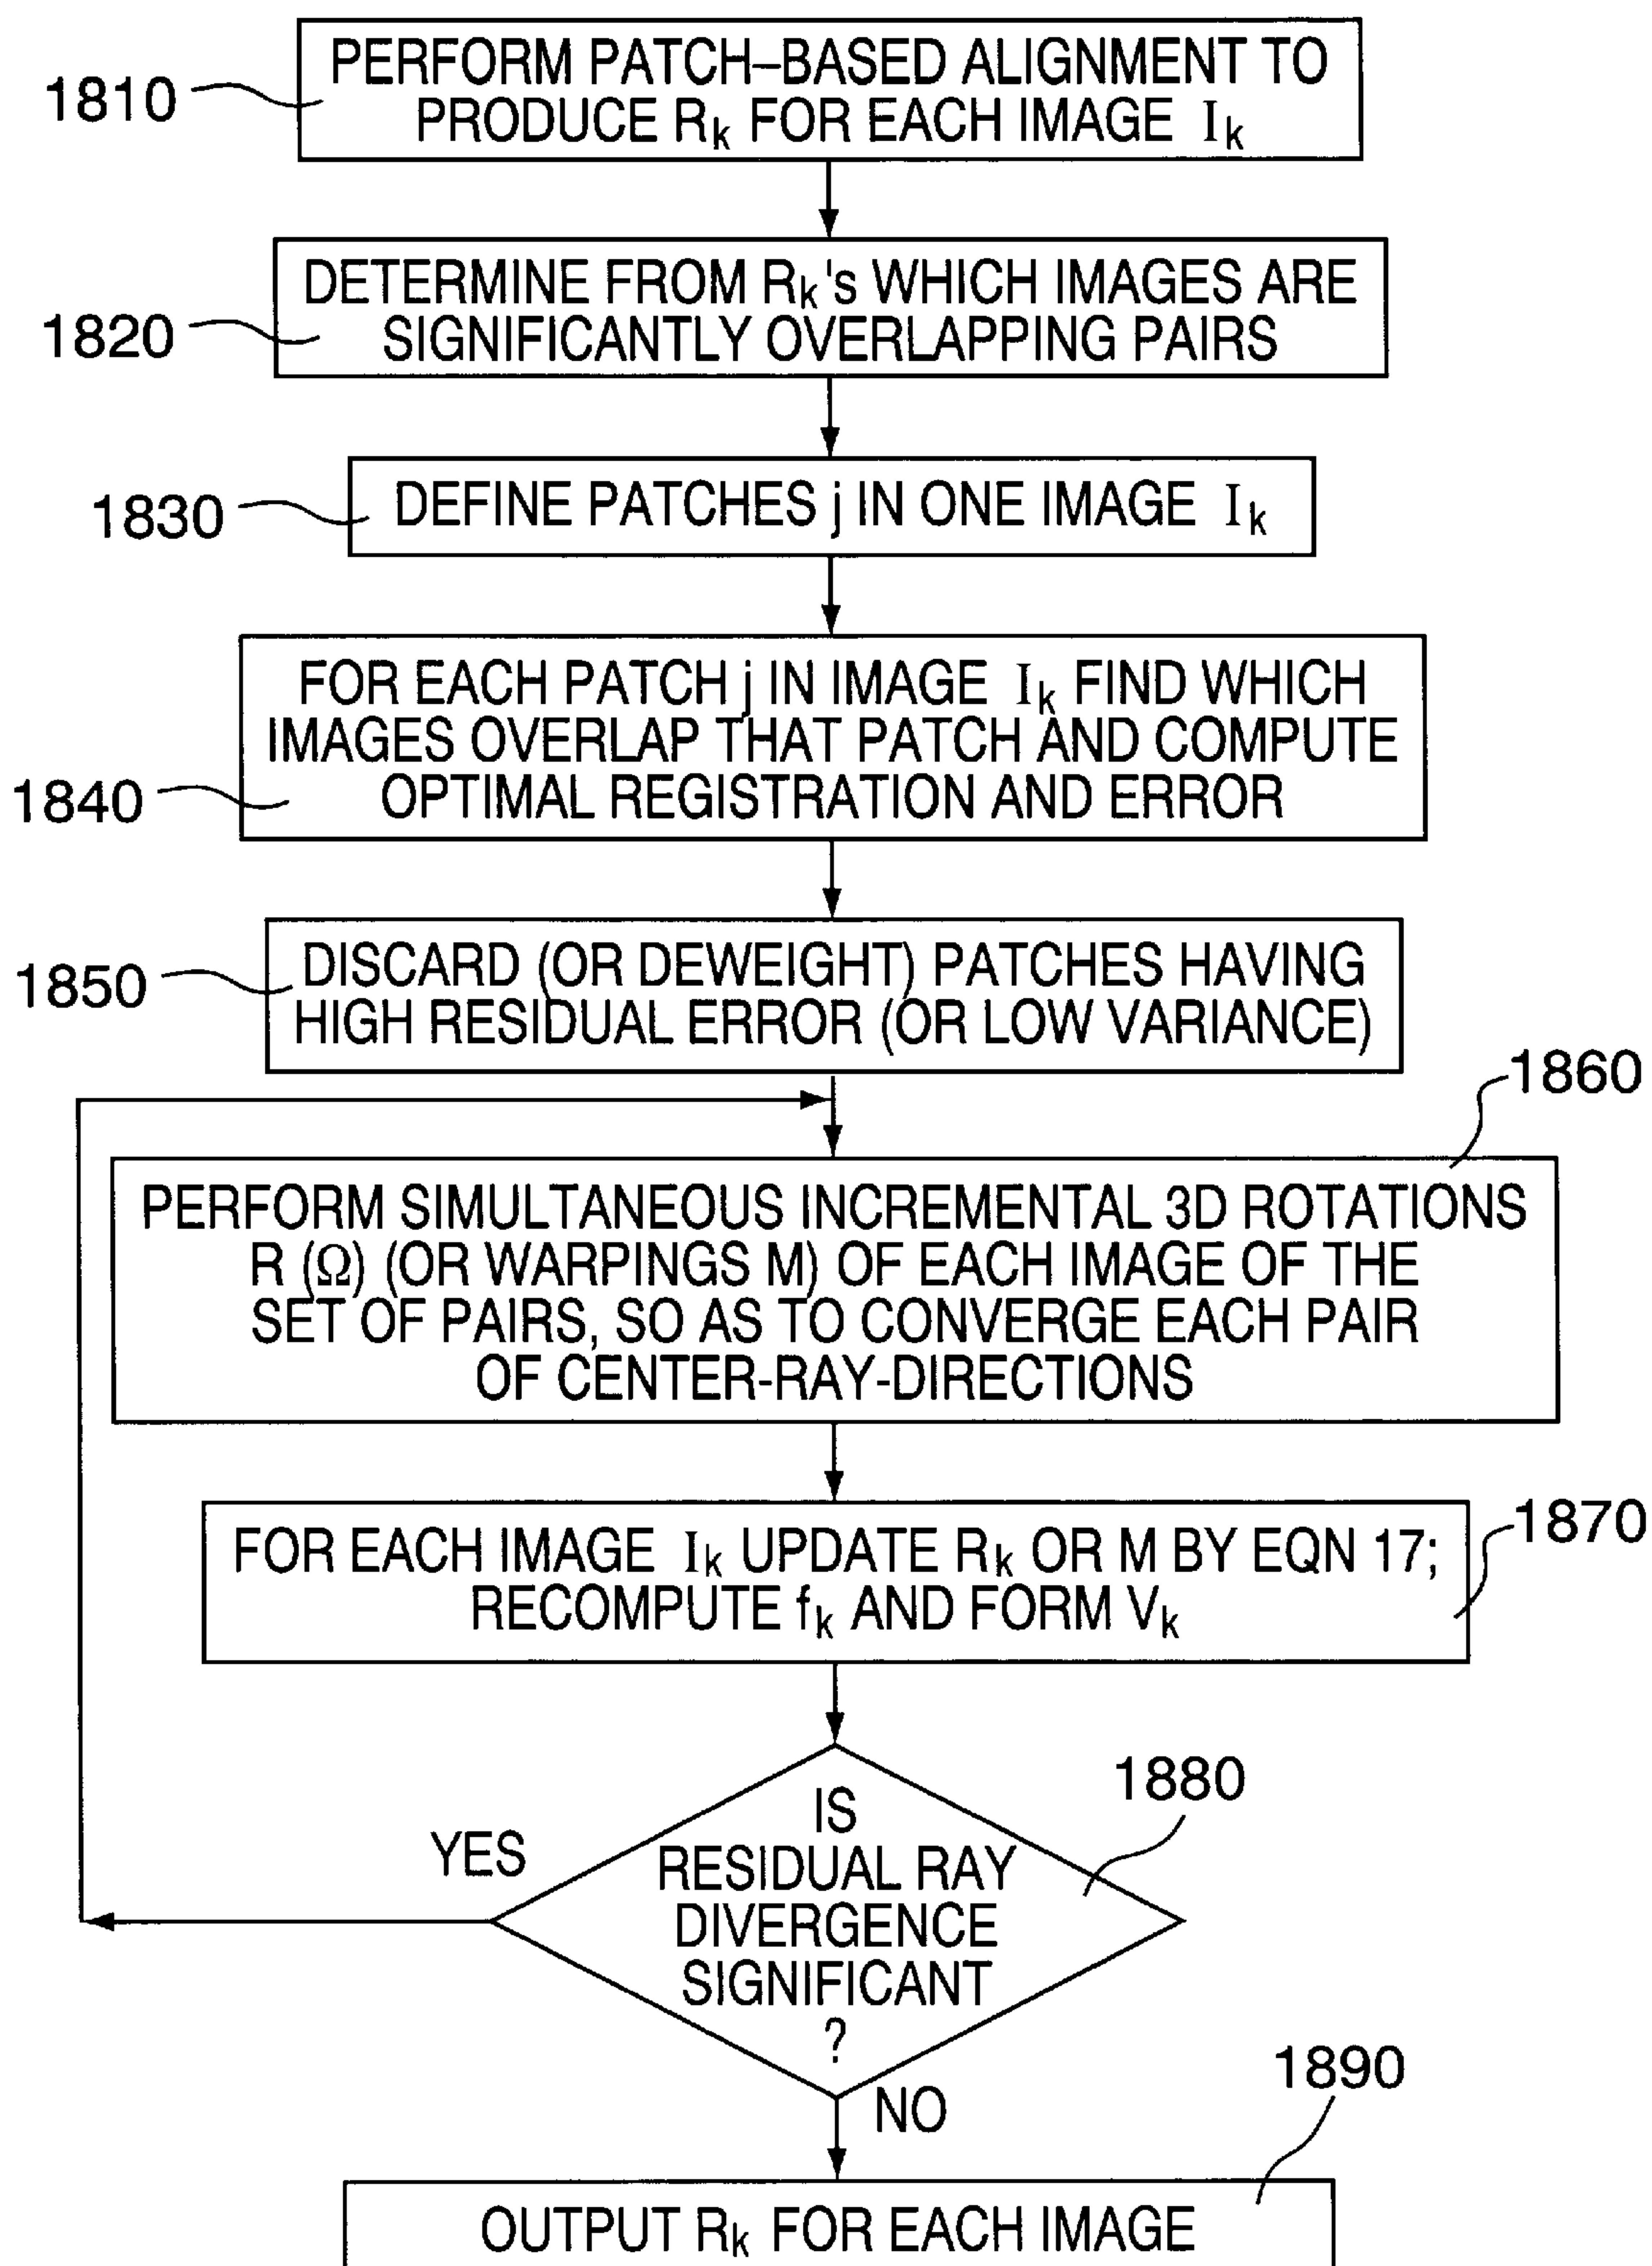 1810
PERFORM PATCH–BASED ALIGNMENT TO
PRODUCE Rk FOR EACH IMAGE Ik
1820
DETERMINE FROM Rk's WHICH IMAGES ARE
SIGNIFICANTLY OVERLAPPING PAIRS
1830
DEFINE PATCHES j IN ONE IMAGE Ik
1840
FOR EACH PATCH j IN IMAGE Ik FIND WHICH
IMAGES OVERLAP THAT PATCH AND COMPUTE
OPTIMAL REGISTRATION AND ERROR
1850
DISCARD (OR DEWEIGHT) PATCHES HAVING
HIGH RESIDUAL ERROR (OR LOW VARIANCE)
1860
PERFORM SIMULTANEOUS INCREMENTAL 3D ROTATIONS
R (Ω) (OR WARPINGS M) OF EACH IMAGE OF THE
SET OF PAIRS, SO AS TO CONVERGE EACH PAIR
OF CENTER-RAY-DIRECTIONS
1870
FOR EACH IMAGE Ik UPDATE Rk OR M BY EQN 17;
RECOMPUTE fk AND FORM Vk
1880
IS
RESIDUAL RAY
DIVERGENCE
SIGNIFICANT
?
YES
NO
1890
OUTPUT Rk FOR EACH IMAGE